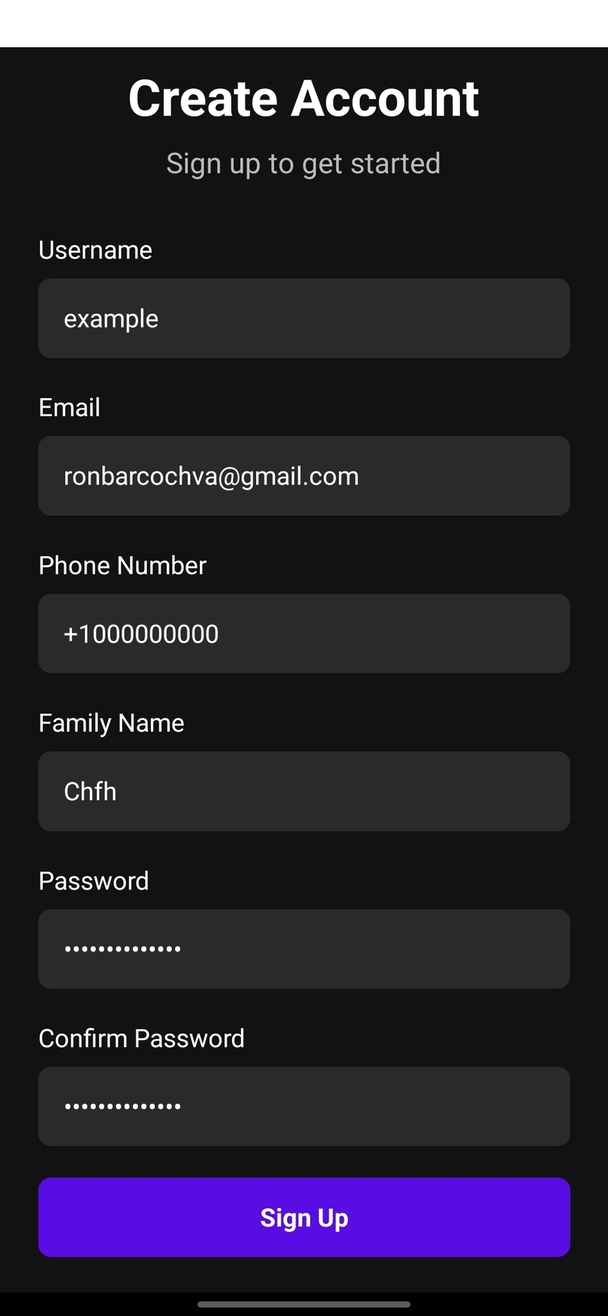 Create Account
Sign up to get started
Username
example
Email
ronbarcochva@gmail.com
Phone Number
+1000000000
Family Name
Chfh
Password
••••••••••••••
Confirm Password
••••••••••••••
Sign Up